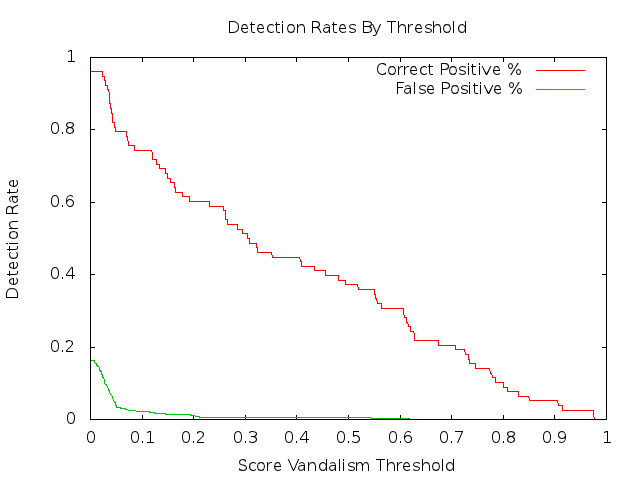 Detection Rates By Threshold
Correct Positive %
False Positive %
1
0.8
0.6
0.4
0.2
0
Detection Rate
0 0.1 0.2 0.3 0.4 0.5 0.6 0.7 0.8 0.9 1
Score Vandalism Threshold